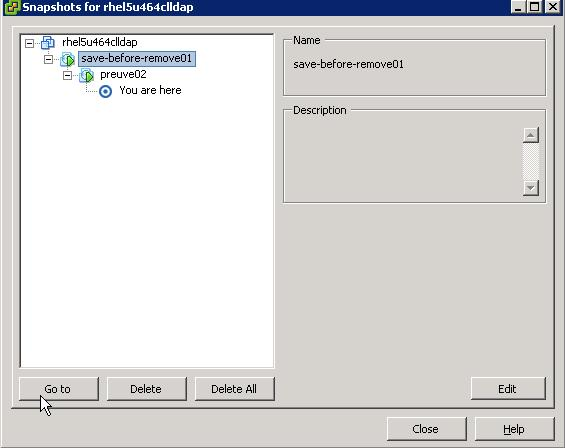 Snapshots for rhel5u464clldap
rhel5u464clldap
save-before-remove01
preuve02
You are here
Name
save-before-remove01
Description
Go to
Delete
Delete All
Edit
Close
Help